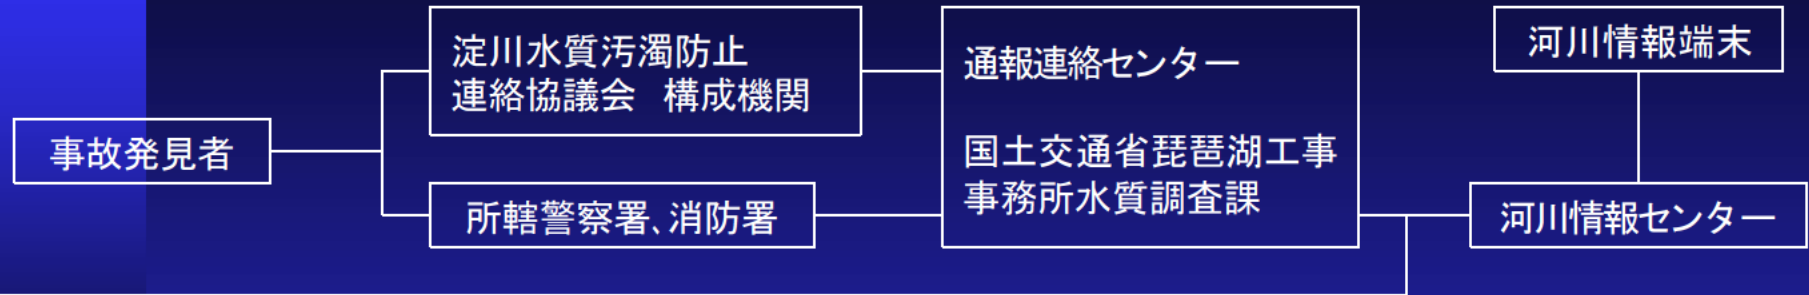 事故発見者
淀川水質汚濁防止
連絡協議会　構成機関
所轄警察署、消防署
通報連絡センター
国土交通省琵琶湖工事
事務所水質調査課
河川情報端末
河川情報センター